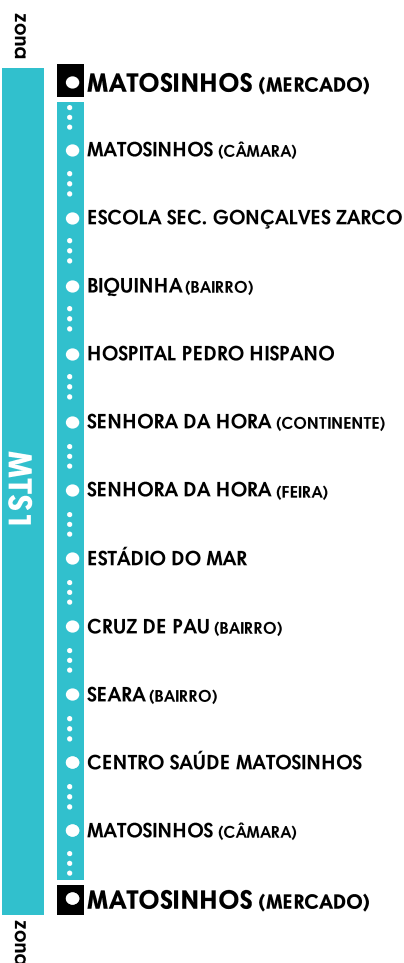 zona
MATOSINHOS (MERCADO)
MATOSINHOS (CÂMARA)
ESCOLA SEC. GONÇALVES ZARCO
BIQUINHA (BAIRRO)
HOSPITAL PEDRO HISPANO
SENHORA DA HORA (CONTINENTE)
MTS1
SENHORA DA HORA (FEIRA)
ESTÁDIO DO MAR
CRUZ DE PAU (BAIRRO)
SEARA (BAIRRO)
CENTRO SAÚDE MATOSINHOS
MATOSINHOS (CÂMARA)
MATOSINHOS (MERCADO)
zona